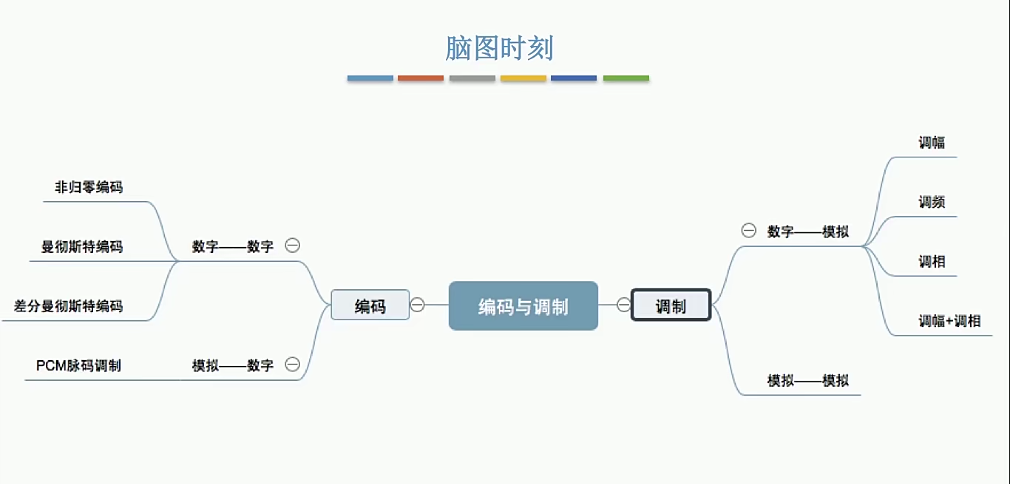 脑图时刻
非归零编码
曼彻斯特编码
差分曼彻斯特编码
数字——数字
PCM脉码调制
模拟——数字
编码
编码与调制
调制
数字——模拟
调幅
调频
调相
调幅+调相
模拟——模拟